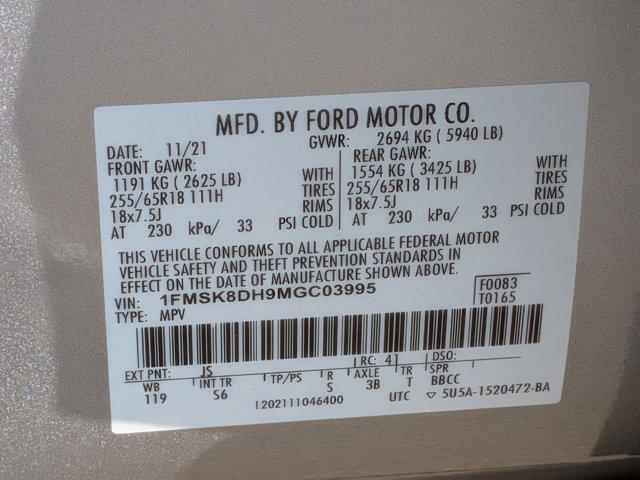 MFD. BY FORD MOTOR CO.
DATE: 11/21 GVWR: 2694 KG ( 5940 LB)
FRONT GAWR: REAR GAWR:
1191 KG ( 2625 LB) WITH 1554 KG ( 3425 LB) WITH
255/65R18 111H TIRES 255/65R18 111H TIRES
18x7.5J RIMS 18x7.5J RIMS
AT 230 kPa/ 33 PSI COLD AT 230 kPa/ 33 PSI COLD
THIS VEHICLE CONFORMS TO ALL APPLICABLE FEDERAL MOTOR
VEHICLE SAFETY AND THEFT PREVENTION STANDARDS IN
EFFECT ON THE DATE OF MANUFACTURE SHOWN ABOVE.
VIN: 1FMSK8DH9MGC03995 F0083
TYPE: MPV T0165
EXT PNT: JS RC: 41 DSO:
WB INT TR TP/PS R AXLE TR SPR
119 S6 S 3B T BBCC
1202111046400 UTC ▽ 5U5A-1520472-BA